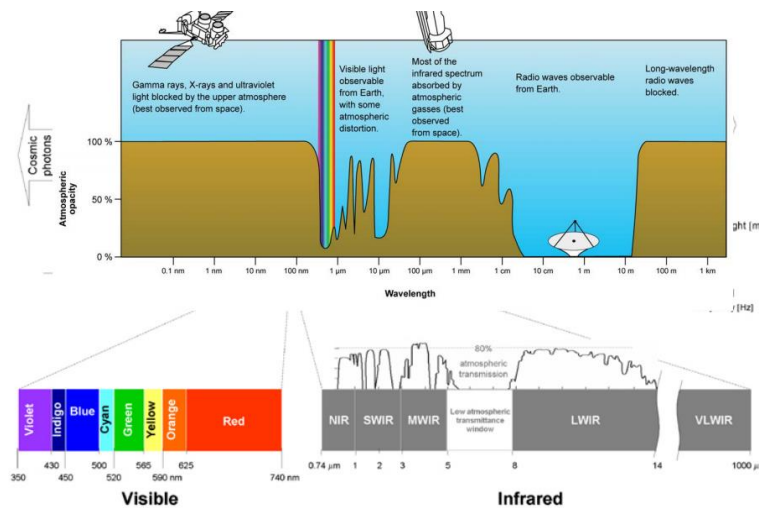 Gamma rays, X-rays and ultraviolet
light blocked by the upper atmosphere
(best observed from space).
Visible light
observable
from Earth,
with some
atmospheric
distortion.
Most of the
infrared spectrum
absorbed by
atmospheric
gasses (best
observed
from space).
Radio waves observable
from Earth.
Long-wavelength
radio waves
blocked.
Cosmic
photons
Atmospheric
opacity
100 %
50 %
0 %
0.1 nm
1 nm
10 nm
100 nm
1 μm
10 μm
100 μm
1 mm
1 cm
10 cm
1 m
10 m
100 m
1 km
Wavelength
ght [m
[Hz]
80%
atmospheric
transmission
Violet
Indigo
Blue
Cyan
Green
Yellow
Orange
Red
350
430
450
500
520
565
590 nm
625
740 nm
Visible
NIR
SWIR
MWIR
Low atmospheric
transmittance
window
LWIR
VLWIR
0.74 μm
1
2
3
5
8
14
1000 μ
Infrared